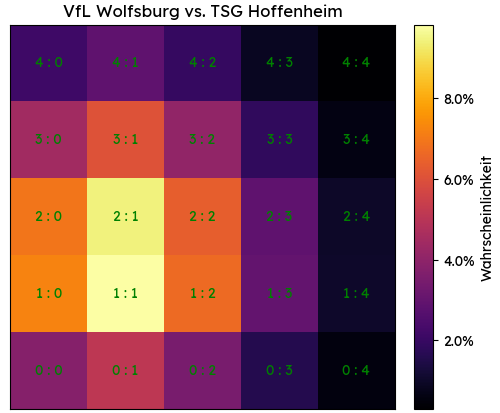 VfL Wolfsburg vs. TSG Hoffenheim
4:0 4:1 4:2 4:3 4:4
3:0 3:1 3:2 3:3 3:4
2:0 2:1 2:2 2:3 2:4
1:0 1:1 1:2 1:3 1:4
0:0 0:1 0:2 0:3 0:4
8.0%
6.0%
4.0%
2.0%
Wahrscheinlichkeit